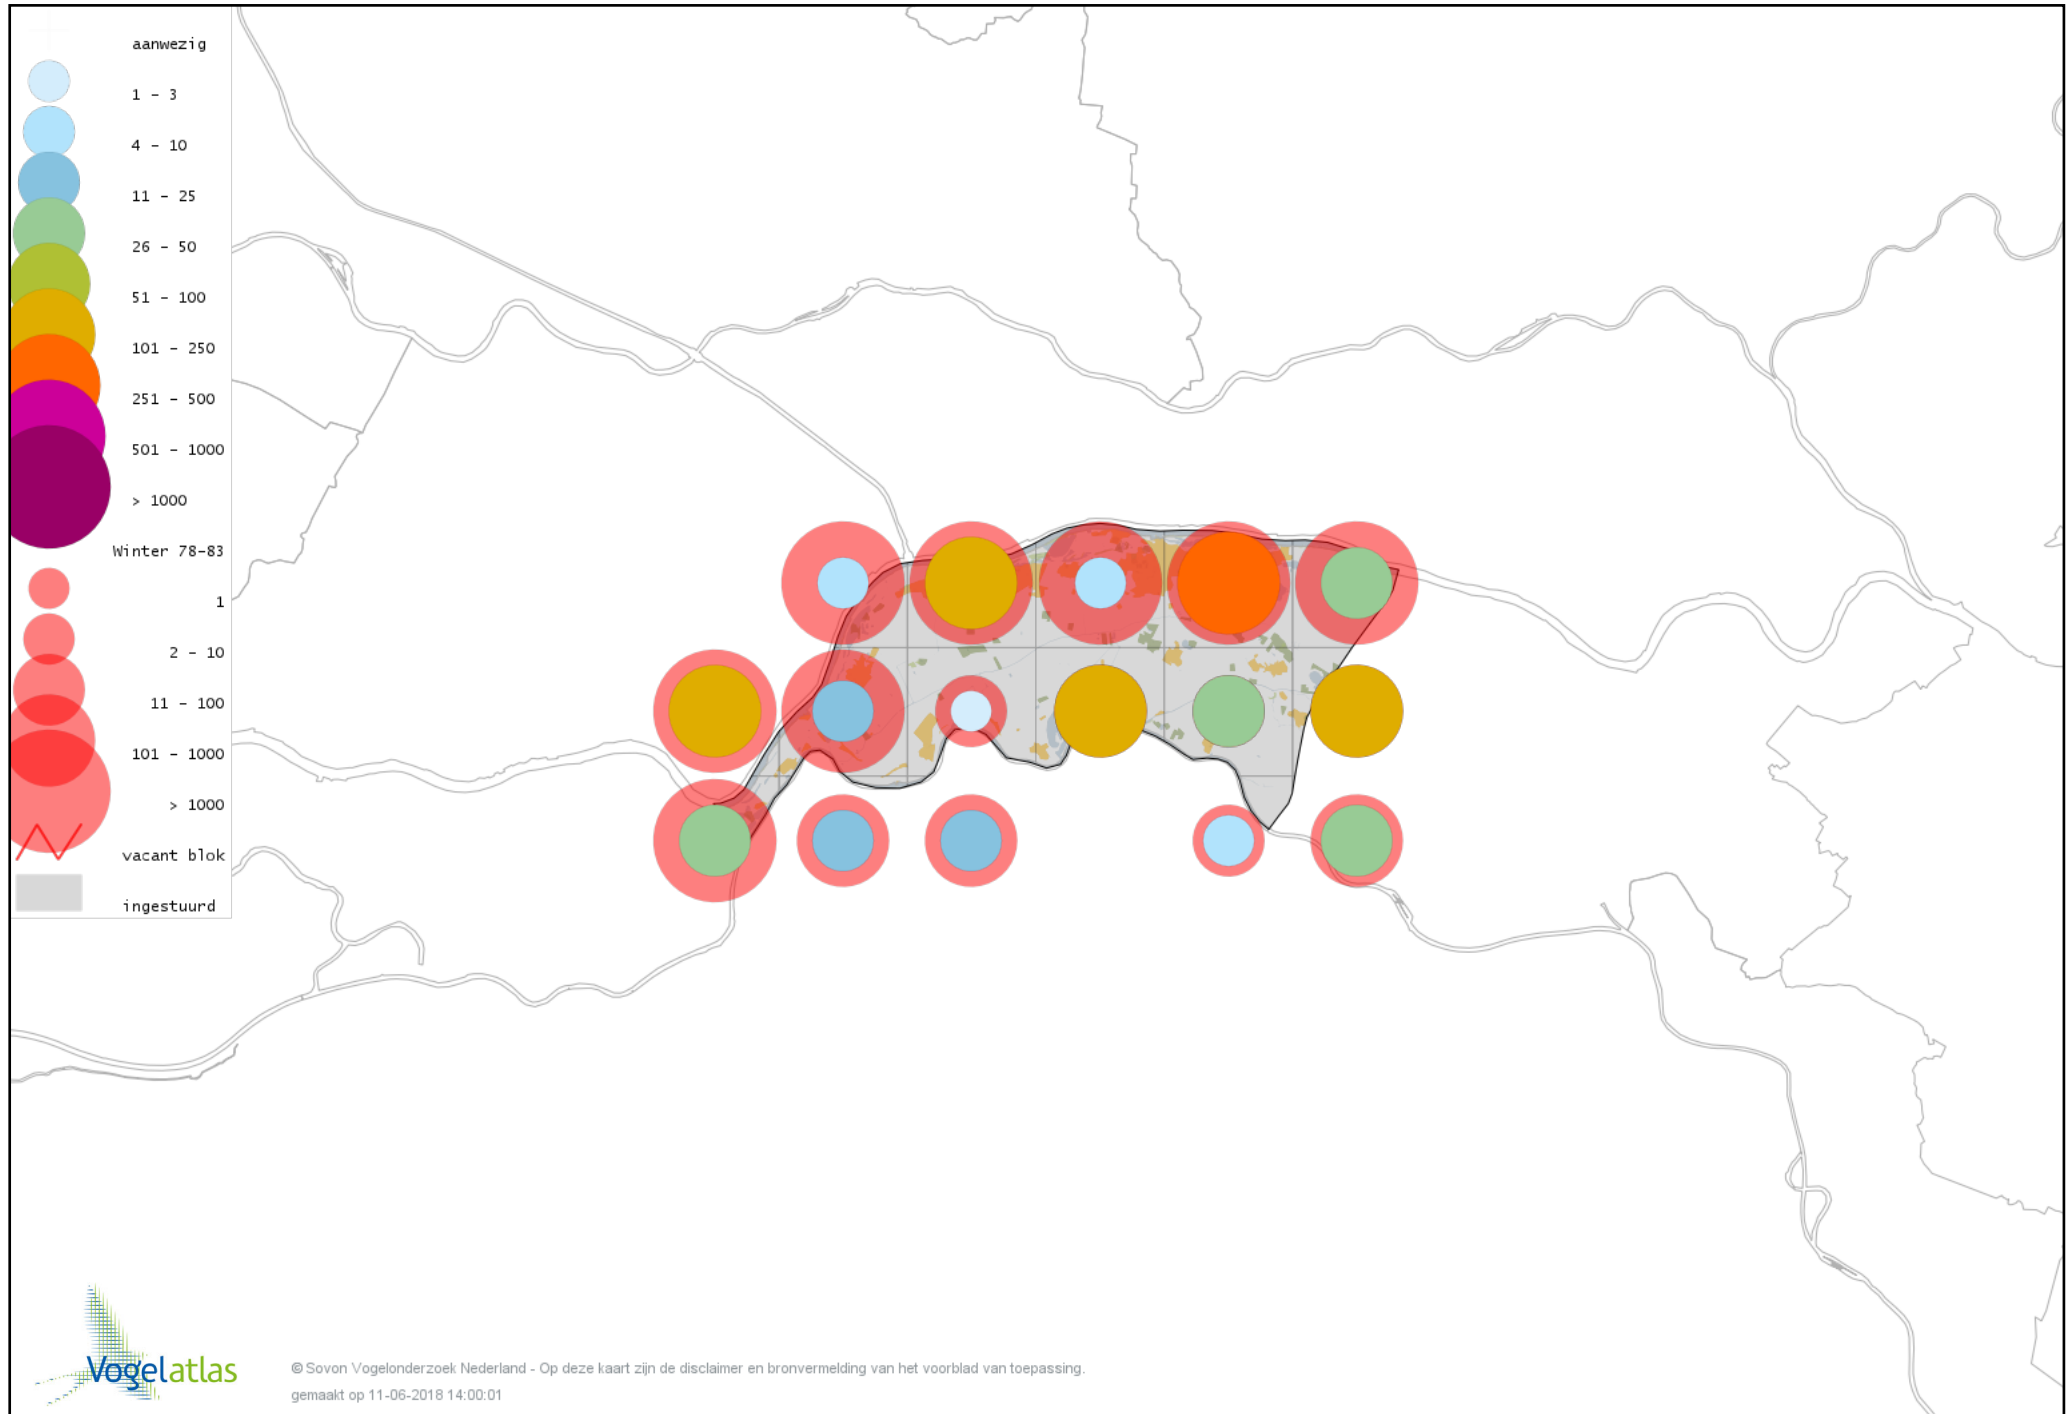 aanwezig
1 - 3
4 - 10
11 - 25
26 - 50
51 - 100
101 - 250
251 - 500
501 - 1000
> 1000
Winter 78-83
1
2 - 10
11 - 100
101 - 1000
> 1000
vacant blok
ingestuurd
Vogelatlas
© Sovon Vogelonderzoek Nederland - Op deze kaart zijn de disclaimer en bronvermelding van het voorblad van toepassing.
gemaakt op 11-06-2018 14:00:01